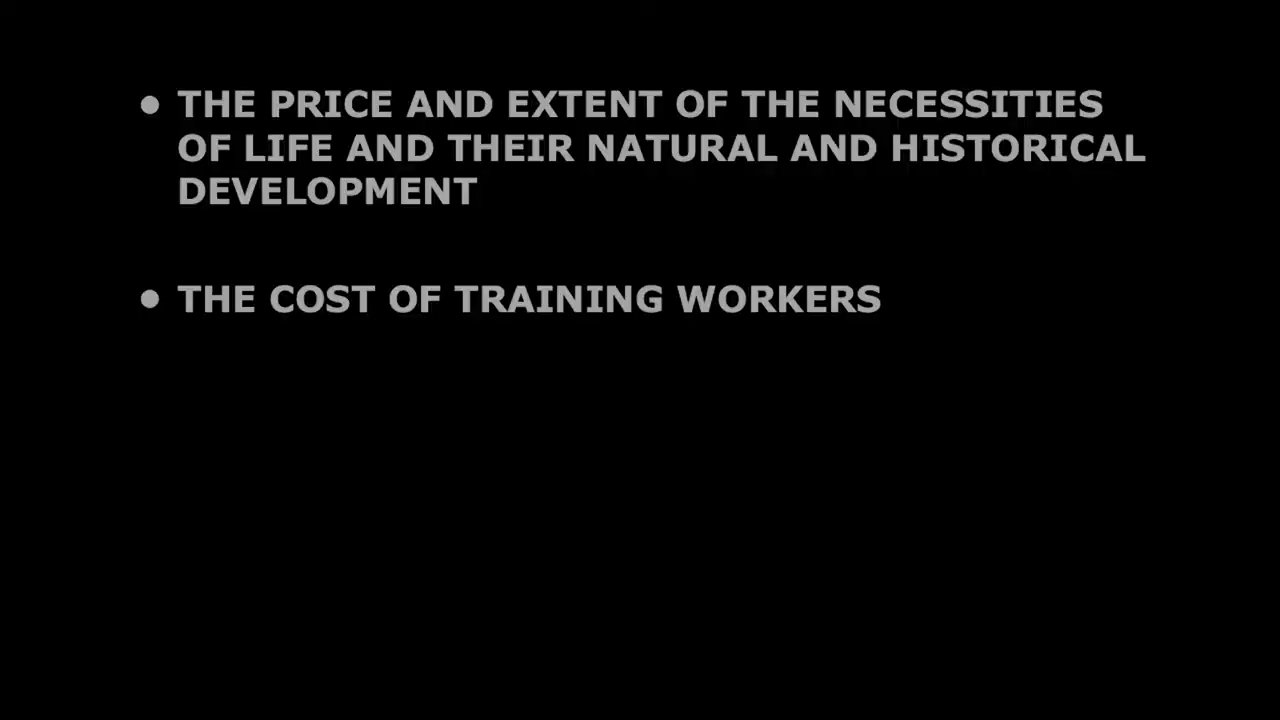 • THE PRICE AND EXTENT OF THE NECESSITIES
OF LIFE AND THEIR NATURAL AND HISTORICAL
DEVELOPMENT
• THE COST OF TRAINING WORKERS